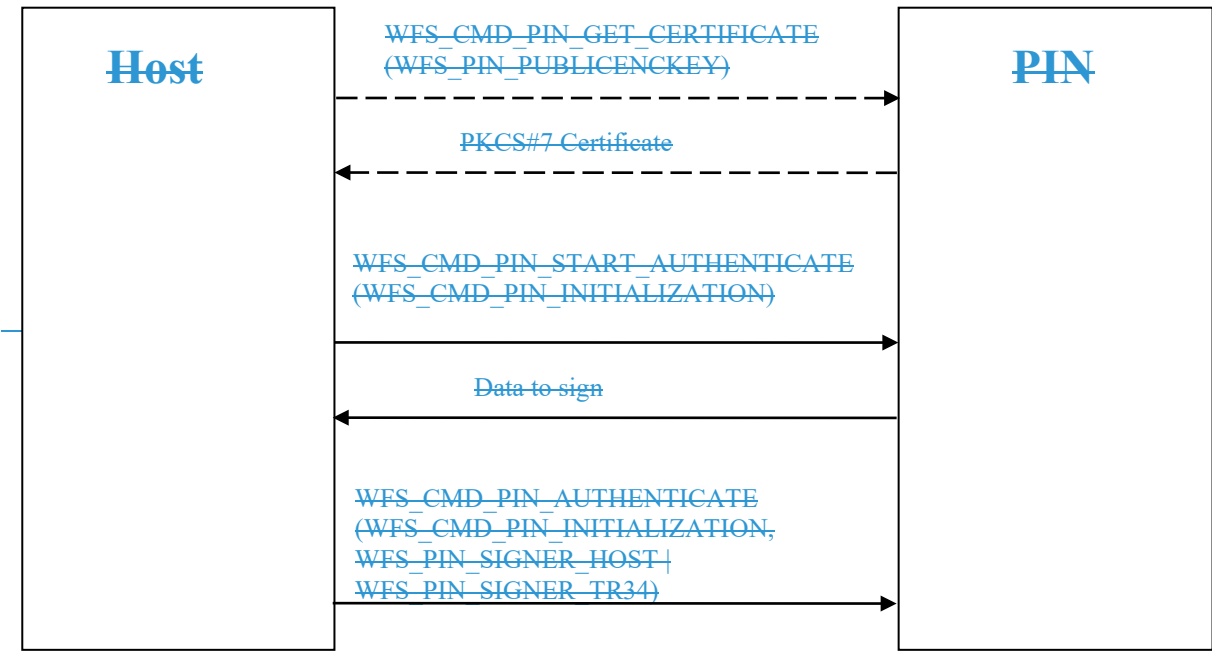 Host
PIN
WFS_CMD_PIN_GET_CERTIFICATE
(WFS_PIN_PUBLICENCKEY)
PKCS#7 Certificate
WFS_CMD_PIN_START_AUTHENTICATE
(WFS_CMD_PIN_INITIALIZATION)
Data to sign
WFS_CMD_PIN_AUTHENTICATE
(WFS_CMD_PIN_INITIALIZATION,
WFS_PIN_SIGNER_HOST |
WFS_PIN_SIGNER_TR34)